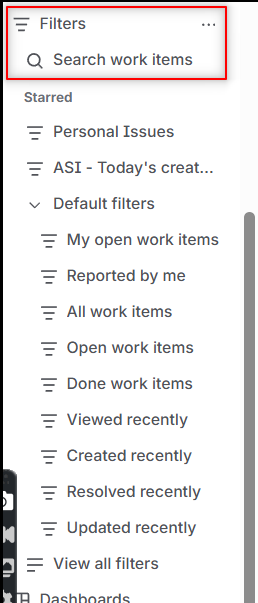 Filters
Search work items
Starred
Personal Issues
ASI - Today's creat...
Default filters
My open work items
Reported by me
All work items
Open work items
Done work items
Viewed recently
Created recently
Resolved recently
Updated recently
View all filters
Dashboards